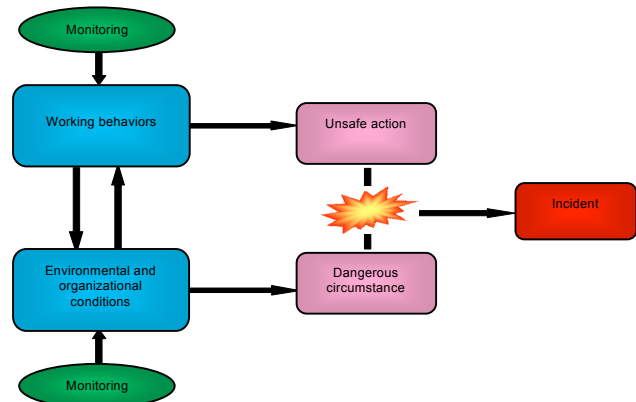 Monitoring
Working behaviors
Unsafe action
Incident
Environmental and
organizational
conditions
Dangerous
circumstance
Monitoring